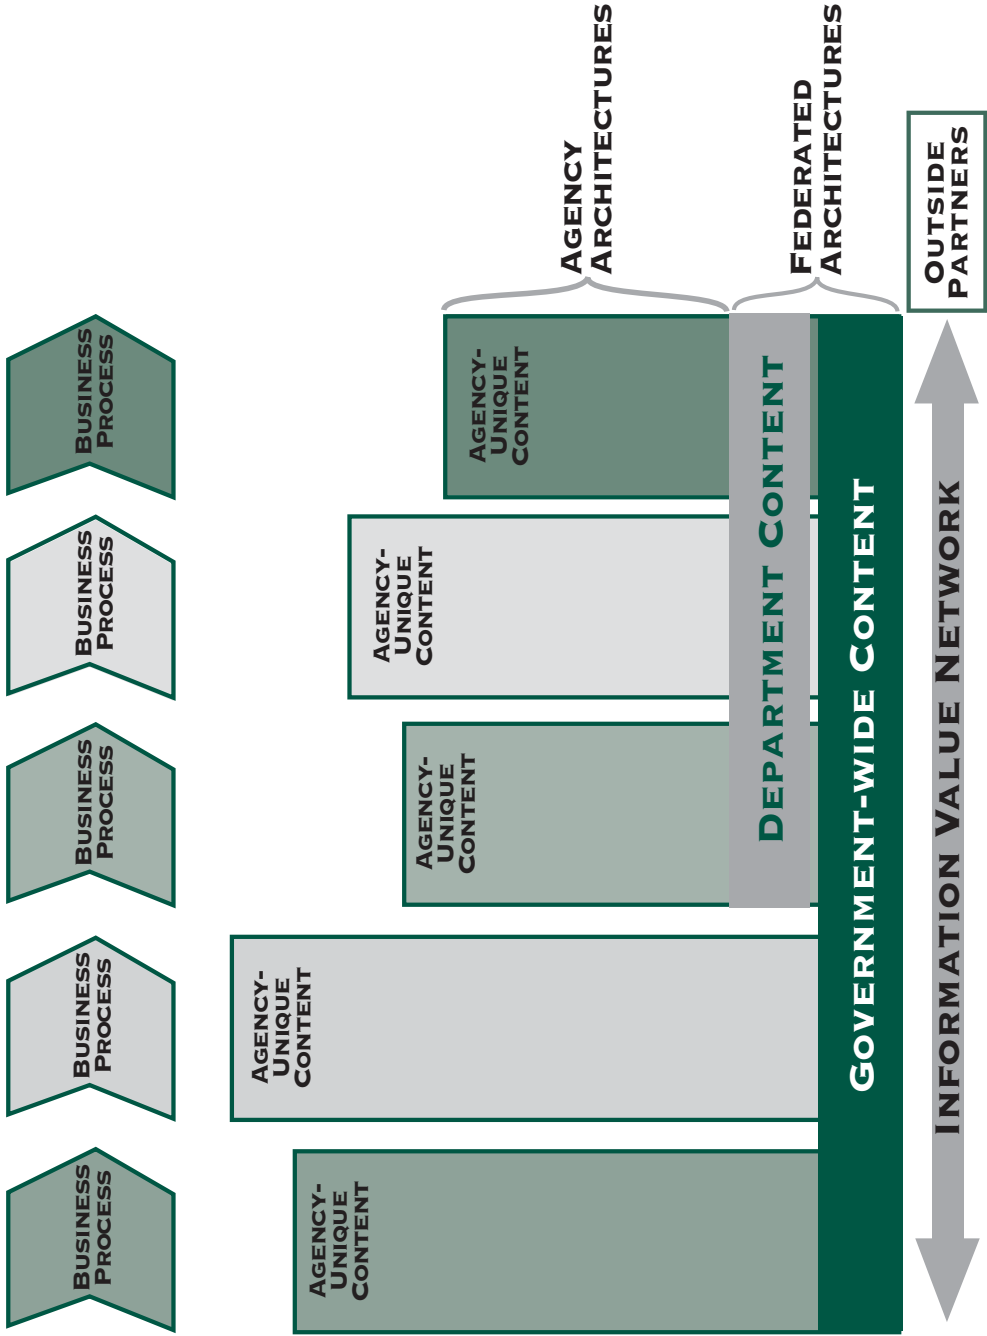 BUSINESS
PROCESS
BUSINESS
PROCESS
BUSINESS
PROCESS
BUSINESS
PROCESS
BUSINESS
PROCESS
AGENCY-
UNIQUE
CONTENT
AGENCY-
UNIQUE
CONTENT
AGENCY-
UNIQUE
CONTENT
AGENCY-
UNIQUE
CONTENT
AGENCY-
UNIQUE
CONTENT
AGENCY
ARCHITECTURES
DEPARTMENT CONTENT
FEDERATED
ARCHITECTURES
GOVERNMENT-WIDE CONTENT
INFORMATION VALUE NETWORK
OUTSIDE
PARTNERS